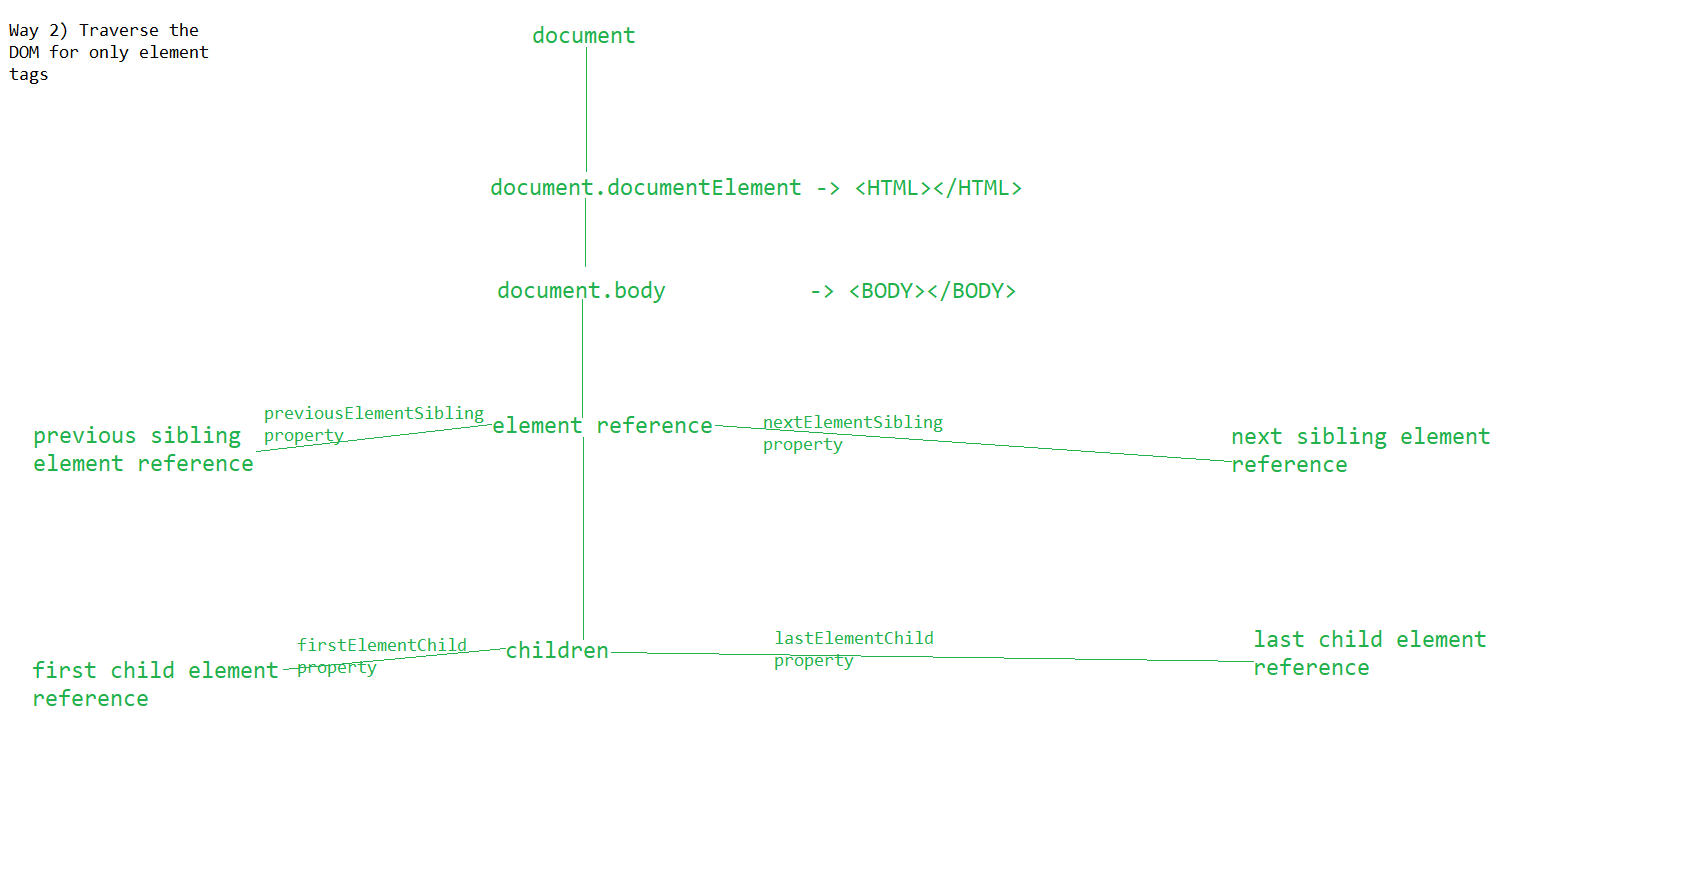 Way 2) Traverse the
DOM for only element
tags
document
document.documentElement -> <HTML></HTML>
document.body -> <BODY></BODY>
previousElementSibling
property
previous sibling
element reference
element reference
nextElementSibling
property
next sibling element
reference
firstElementChild
property
first child element
reference
children
lastElementChild
property
last child element
reference